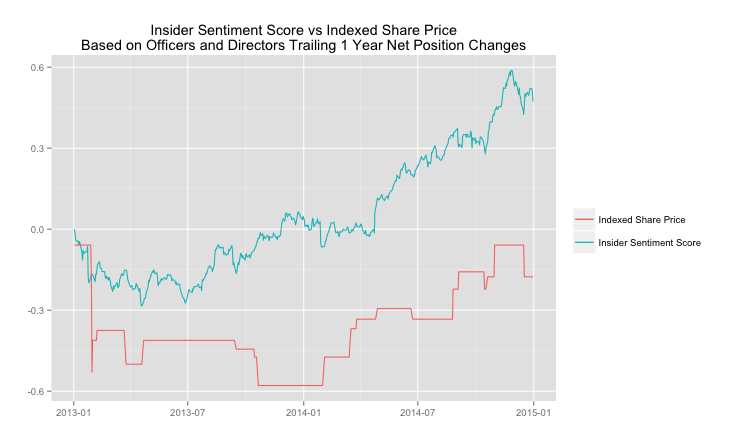 Insider Sentiment Score vs Indexed Share Price
Based on Officers and Directors Trailing 1 Year Net Position Changes
0.6
0.3
0.0
-0.3
-0.6
2013-01
2013-07
2014-01
2014-07
2015-01
Indexed Share Price
Insider Sentiment Score